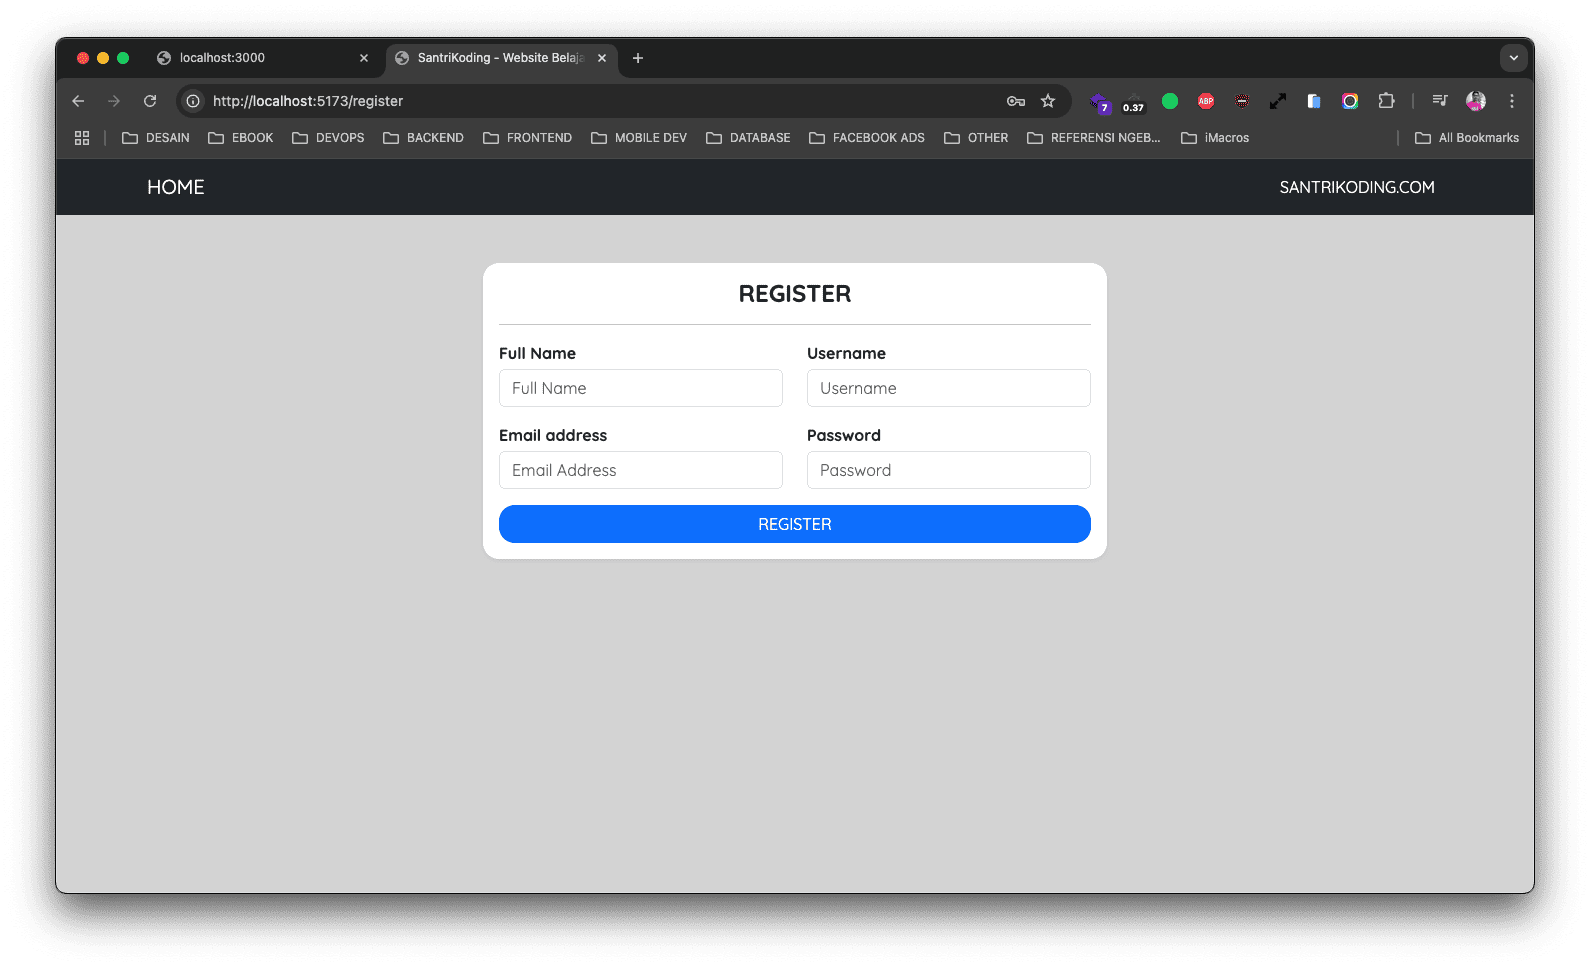 localhost:3000
SantriKoding - Website Belaja
http://localhost:5173/register
7
0.37
ABP
DESAIN EBOOK DEVOPS BACKEND FRONTEND MOBILE DEV DATABASE FACEBOOK ADS OTHER REFERENSI NGEB... iMacros All Bookmarks
HOME SANTRIKODING.COM
REGISTER
Full Name Username
Full Name Username
Email address Password
Email Address Password
REGISTER